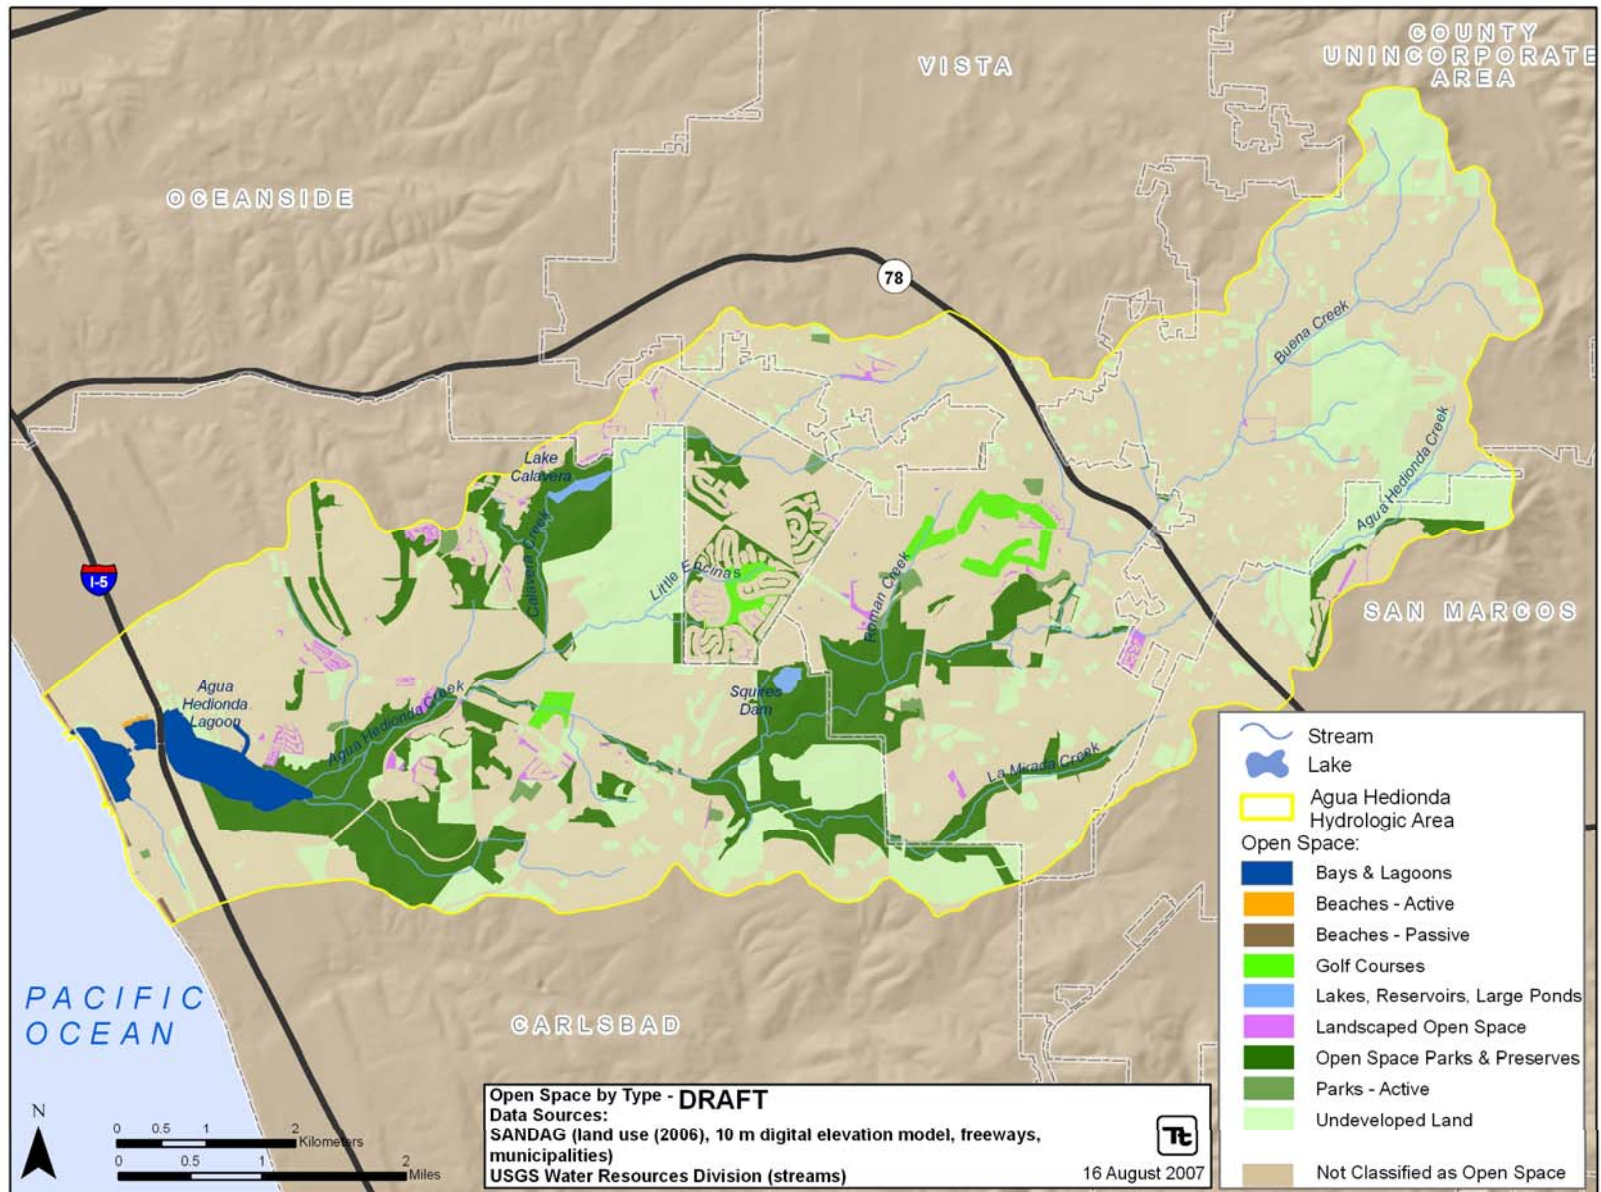 COUNTY
UNINCORPORATE
AREA
VISTA
OCEANSIDE
78
Buena Creek
Lake
Calavera
Agua Hedionda Creek
Calavera Creek
Little Encinas
Roman Creek
I-5
SAN MARCOS
Agua
Hedionda
Lagoon
Agua Hedionda Creek
Squires
Dam
La Mirada Creek
Stream
Lake
Agua Hedionda
Hydrologic Area
Open Space:
Bays & Lagoons
Beaches - Active
Beaches - Passive
Golf Courses
Lakes, Reservoirs, Large Ponds
Landscaped Open Space
Open Space Parks & Preserves
Parks - Active
Undeveloped Land
Not Classified as Open Space
PACIFIC
OCEAN
CARLSBAD
N
0 0.5 1 2
Kilometers
0 0.5 1 2
Miles
Open Space by Type - DRAFT
Data Sources:
SANDAG (land use (2006), 10 m digital elevation model, freeways,
municipalities)
USGS Water Resources Division (streams)
Tt
16 August 2007